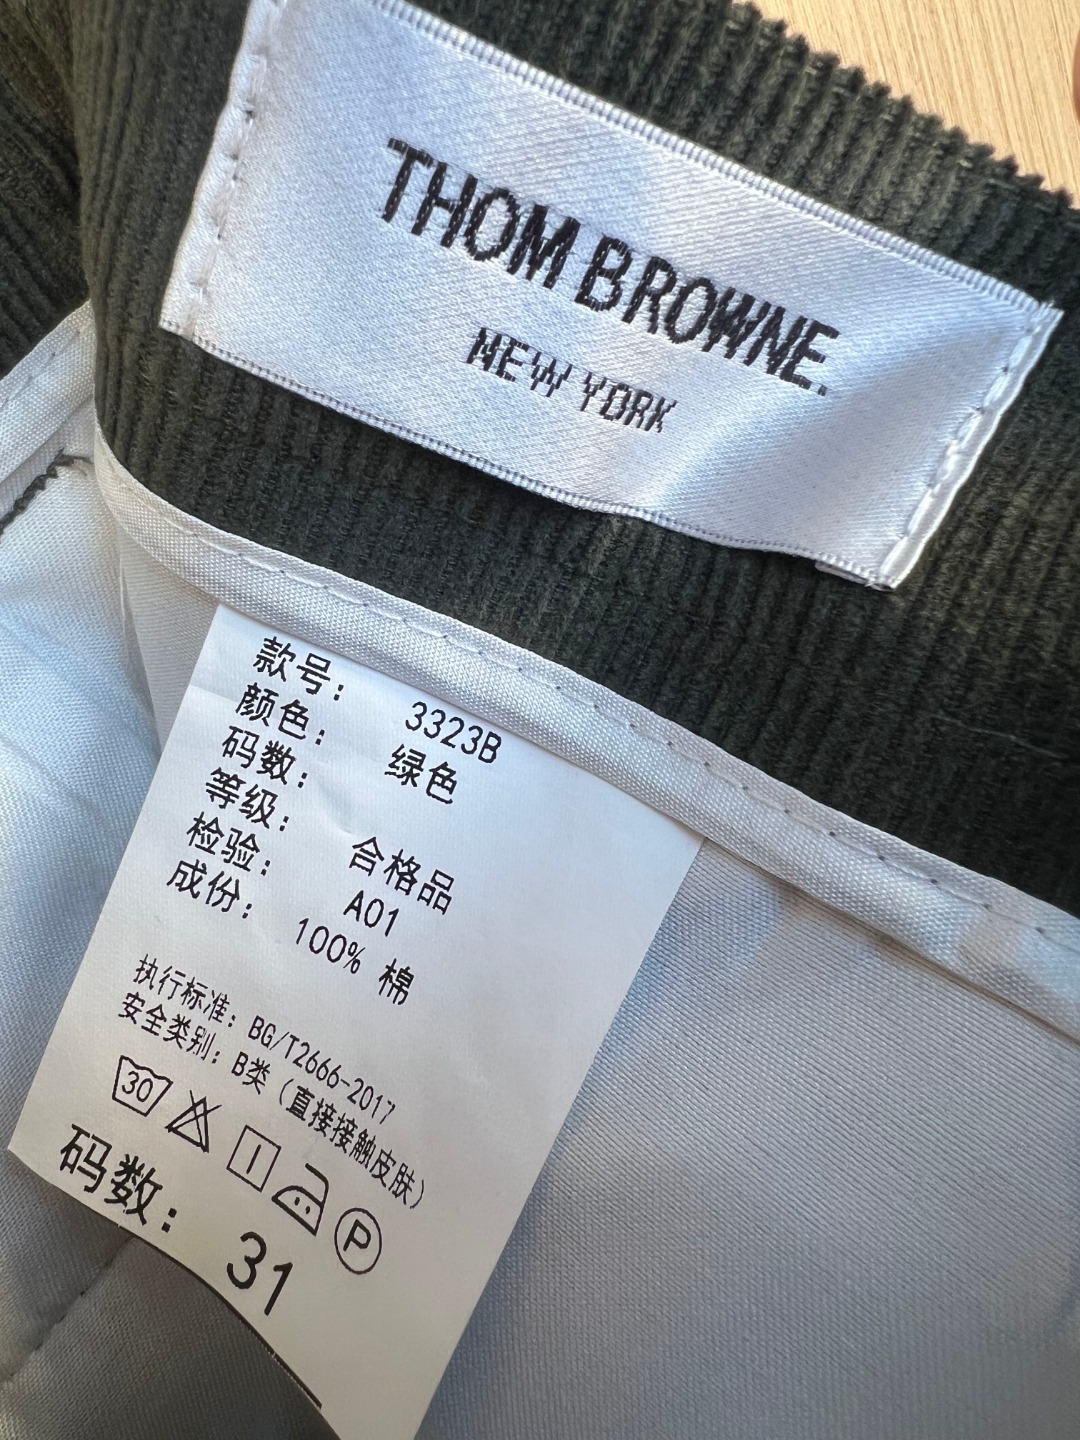 THOM BROWNE.
NEW YORK
款号： 3323B
颜色： 绿色
码数：
等级： 合格品
检验： A01
成份： 100% 棉
执行标准：BG/T2666-2017
安全类别：B类（直接接触皮肤）
30 P
码数： 31